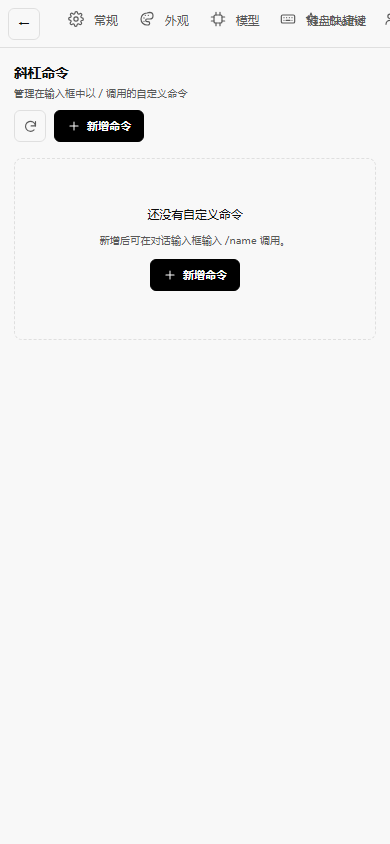 ←
常规
外观
模型
斜杠命令
管理在输入框中以 / 调用的自定义命令
+ 新增命令
还没有自定义命令
新增后可在对话输入框输入 /name 调用。
+ 新增命令